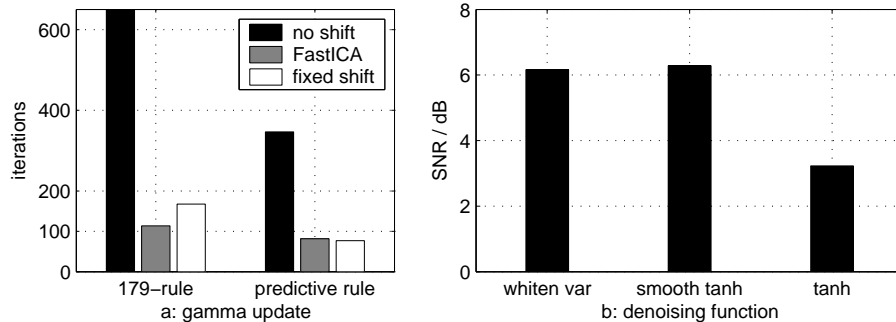 600
400
200
100
0
iterations
no shift
FastICA
fixed shift
179−rule
predictive rule
a: gamma update
8
6
4
2
0
SNR / dB
whiten var
smooth tanh
tanh
b: denoising function